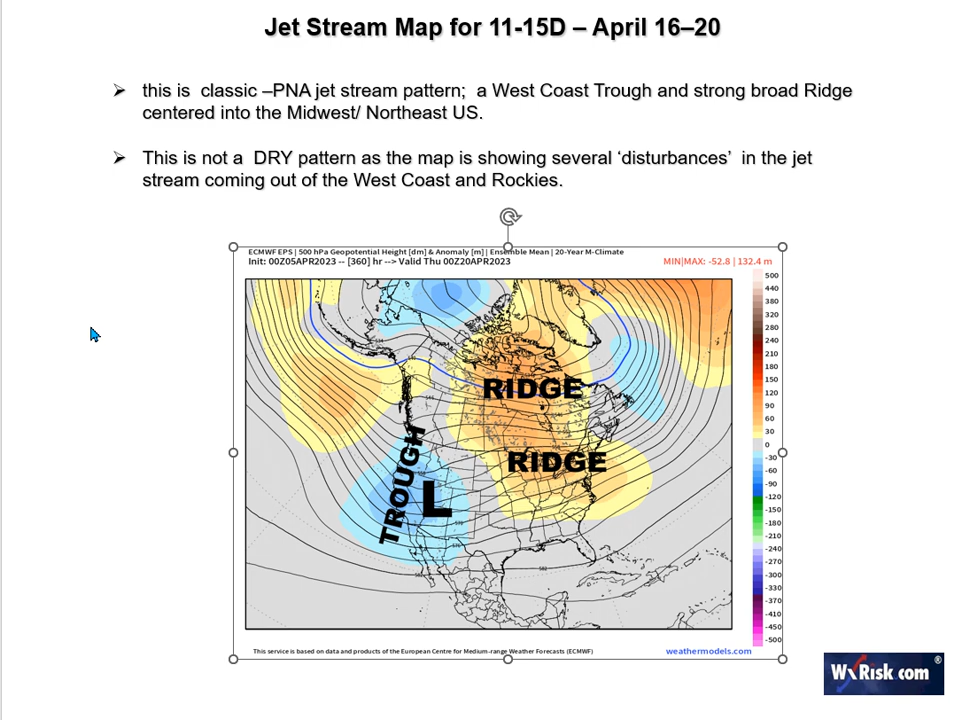 Jet Stream Map for 11-15D – April 16–20
➢ this is classic –PNA jet stream pattern; a West Coast Trough and strong broad Ridge
centered into the Midwest/ Northeast US.
➢ This is not a DRY pattern as the map is showing several ‘disturbances’ in the jet
stream coming out of the West Coast and Rockies.
ECMWF EPS | 500 hPa Geopotential Height [dm] & Anomaly [m] | Ensemble Mean | 20-Year M-Climate
Init: 00Z05APR2023 -- [360] hr --> Valid Thu 00Z20APR2023
MIN|MAX: -52.8 | 132.4 m
500
440
380
320
280
240
210
180
150
120
90
60
30
0
-30
-60
-90
-120
-150
-180
-210
-240
-270
-300
-330
-370
-410
-450
-500
RIDGE
RIDGE
TROUGH
L
This service is based on data and products of the European Centre for Medium-range Weather Forecasts (ECMWF)
weathermodels.com
WxRisk.com ®